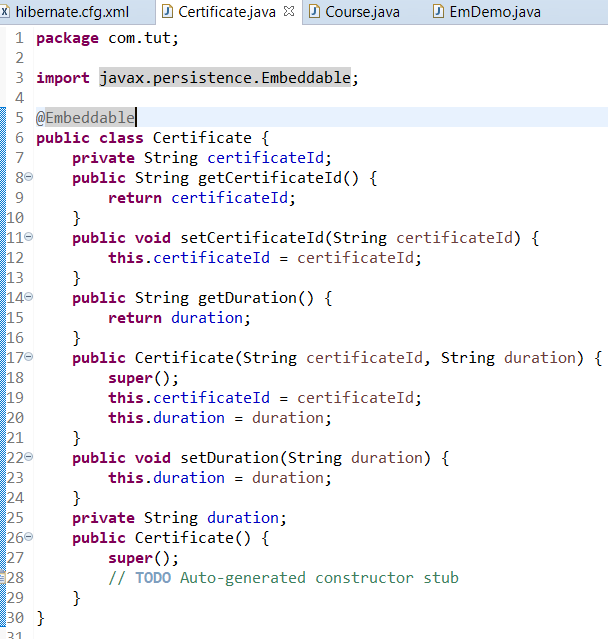 hibernate.cfg.xml Certificate.java Course.java EmDemo.java
1 package com.tut;
2
3 import javax.persistence.Embeddable;
4
5 @Embeddable
6 public class Certificate {
7     private String certificateId;
8     public String getCertificateId() {
9         return certificateId;
10     }
11     public void setCertificateId(String certificateId) {
12         this.certificateId = certificateId;
13     }
14     public String getDuration() {
15         return duration;
16     }
17     public Certificate(String certificateId, String duration) {
18         super();
19         this.certificateId = certificateId;
20         this.duration = duration;
21     }
22     public void setDuration(String duration) {
23         this.duration = duration;
24     }
25     private String duration;
26     public Certificate() {
27         super();
28         // TODO Auto-generated constructor stub
29     }
30 }
31